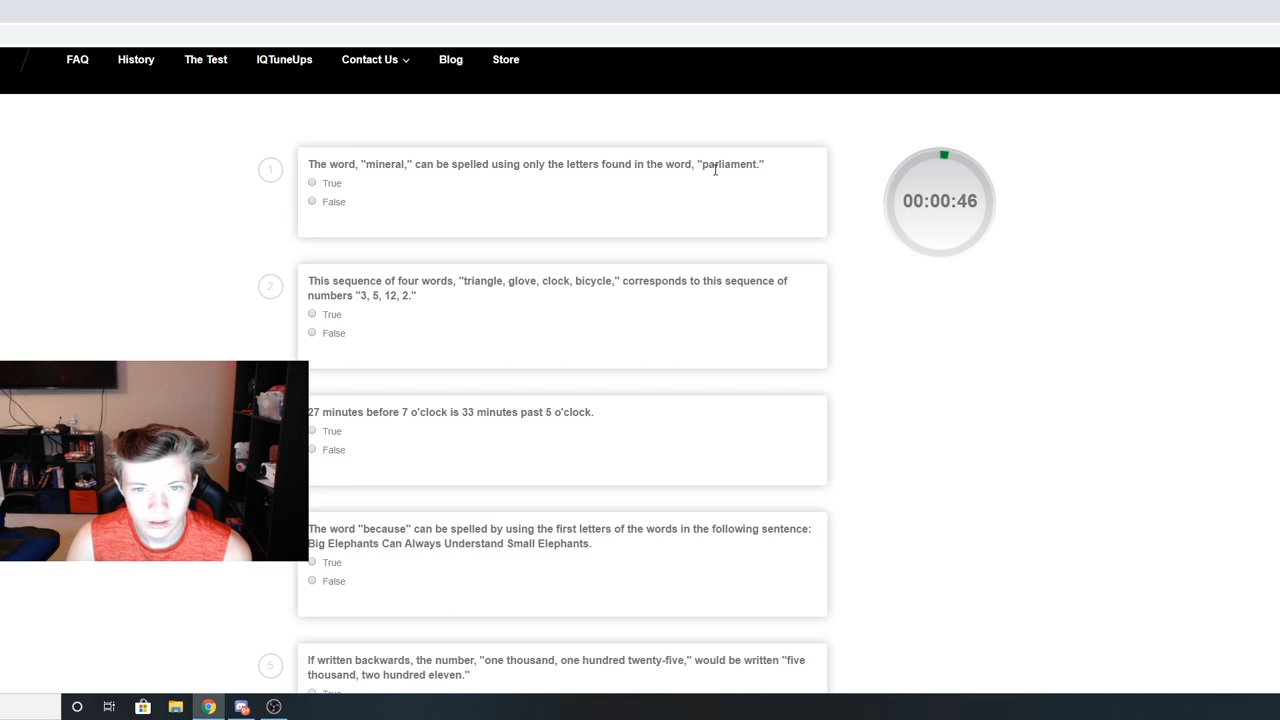 FAQ History The Test IQTuneUps Contact Us Blog Store
1
The word, "mineral," can be spelled using only the letters found in the word, "parliament."
True
False
00:00:46
2
This sequence of four words, "triangle, glove, clock, bicycle," corresponds to this sequence of
numbers "3, 5, 12, 2."
True
False
27 minutes before 7 o'clock is 33 minutes past 5 o'clock.
True
False
The word "because" can be spelled by using the first letters of the words in the following sentence:
Big Elephants Can Always Understand Small Elephants.
True
False
5
If written backwards, the number, "one thousand, one hundred twenty-five," would be written "five
thousand, two hundred eleven."
True